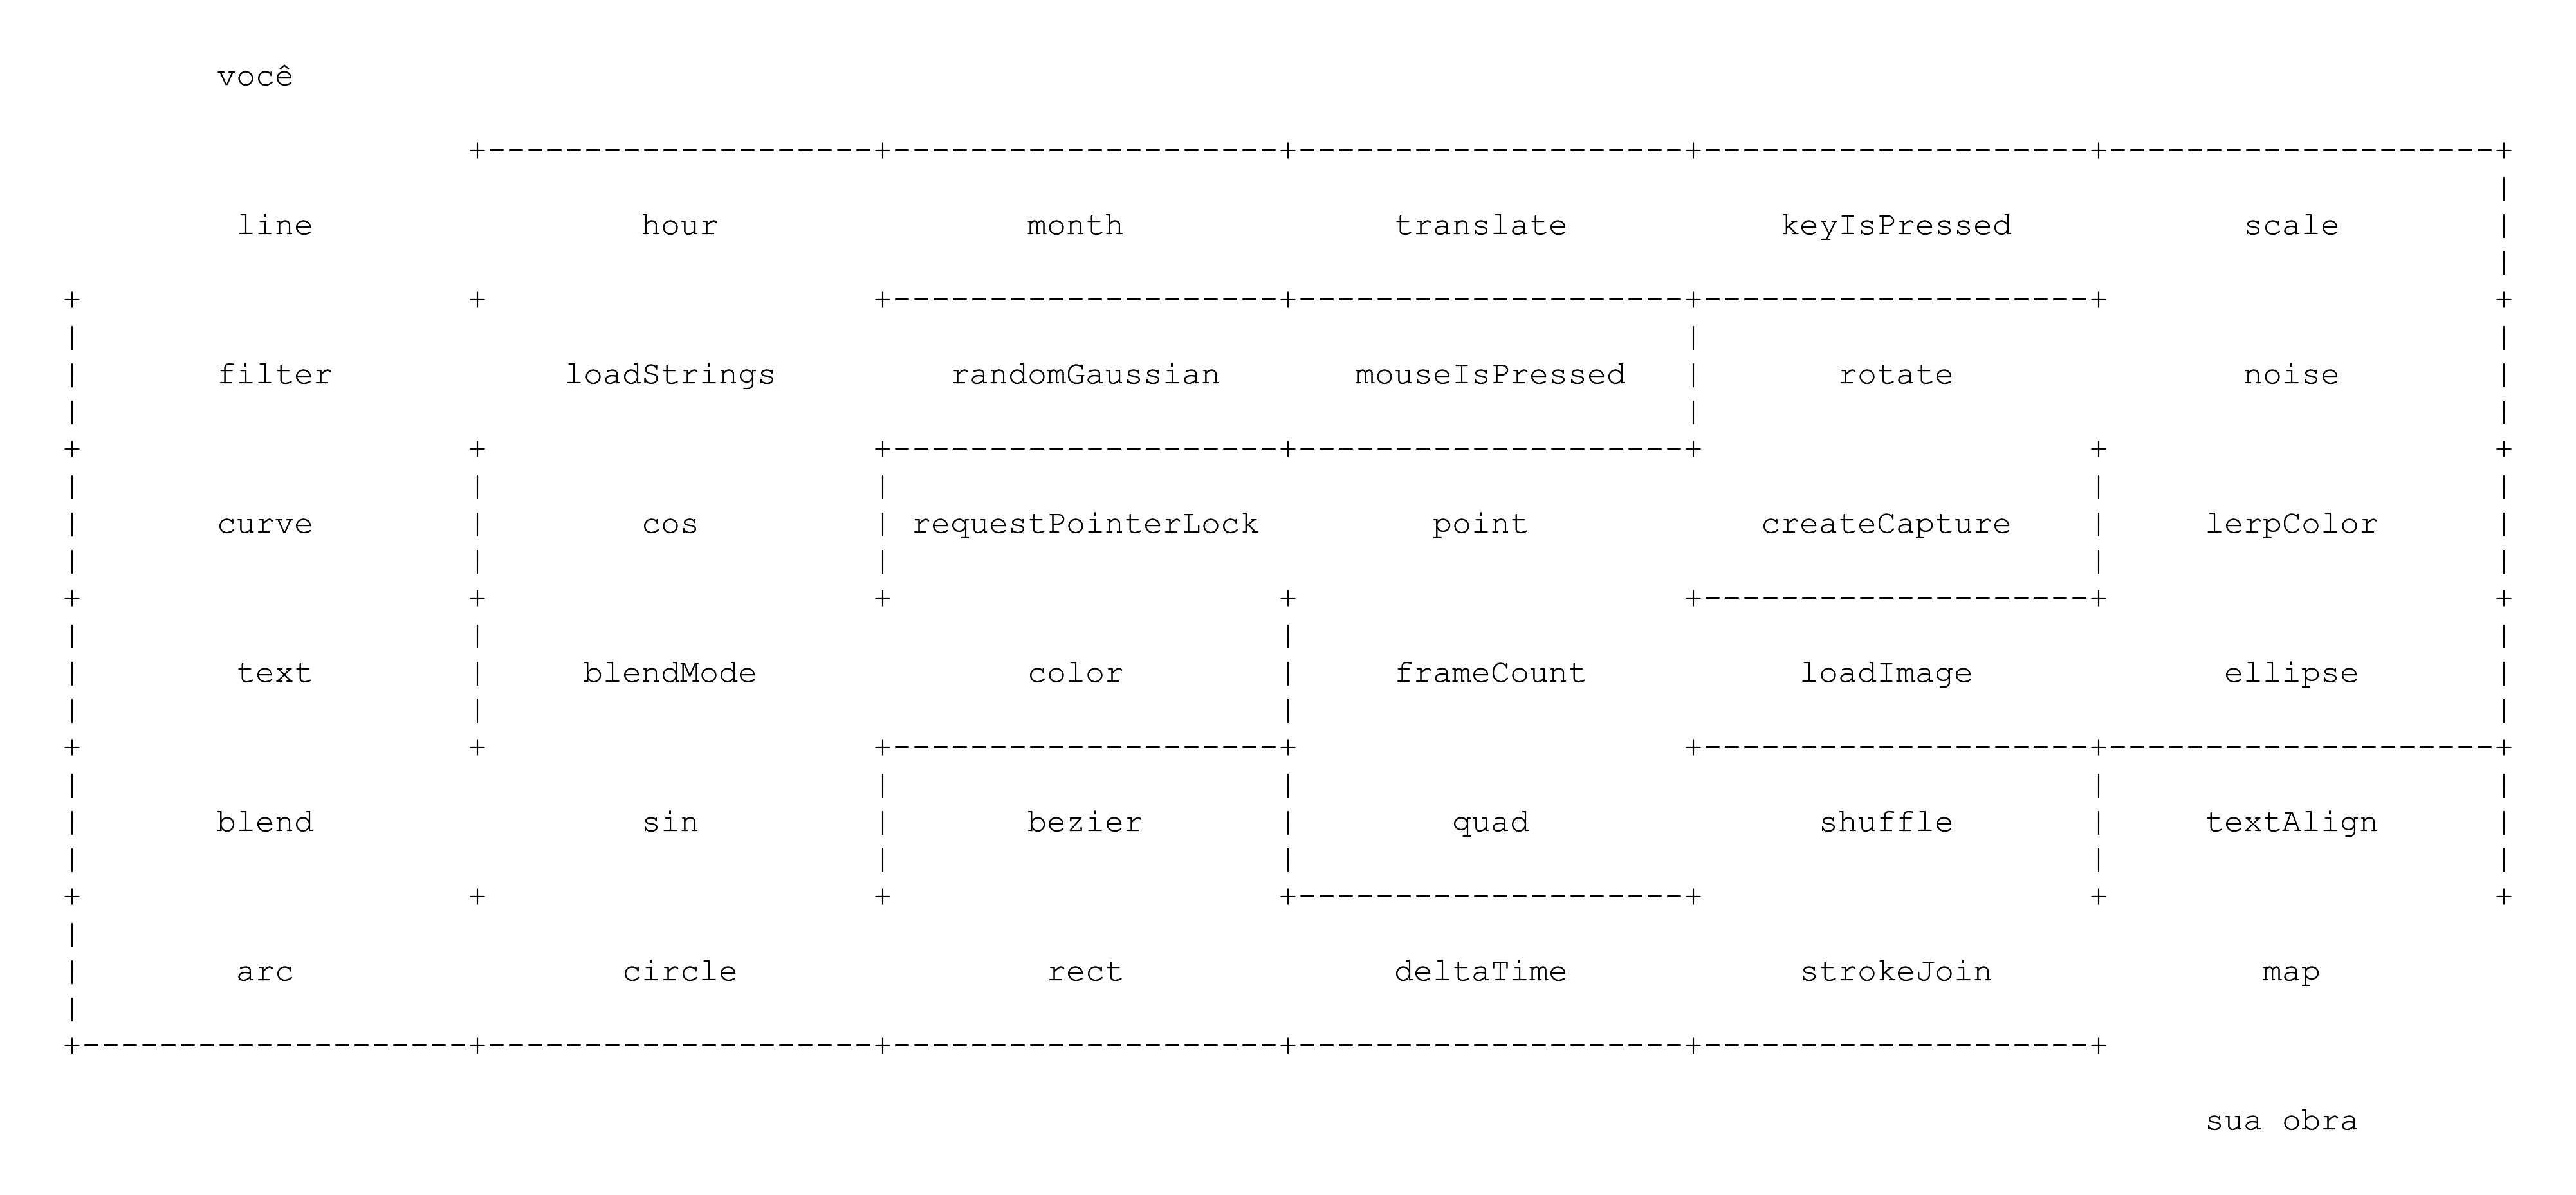 você
line hour month translate keyIsPressed scale
filter loadStrings randomGaussian mouseIsPressed rotate noise
curve cos requestPointerLock point createCapture lerpColor
text blendMode color frameCount loadImage ellipse
blend sin bezier quad shuffle textAlign
arc circle rect deltaTime strokeJoin map
sua obra